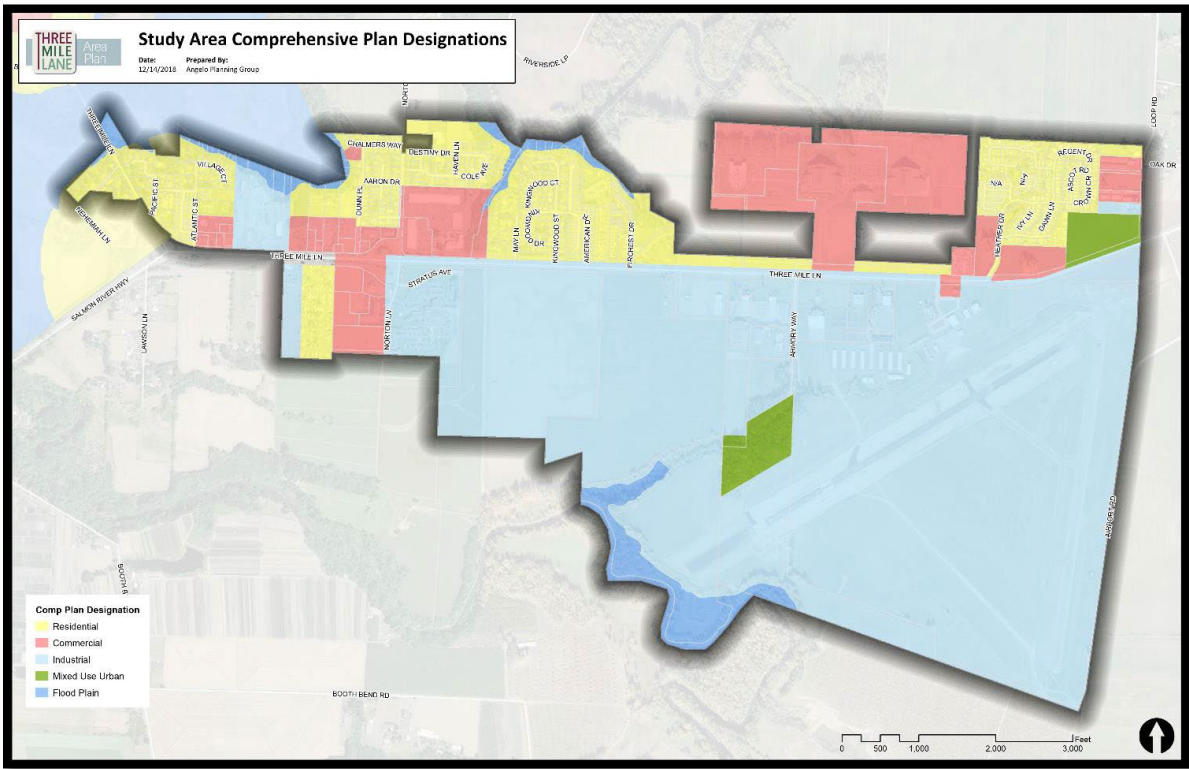 THREE
MILE
LANE
Area
Plan
Study Area Comprehensive Plan Designations
Date:
Prepared By:
12/14/2018
Angelo Planning Group
RIVERSIDE LP
NORTO
LOOP RD
THREE MILE LN
CHALMERS WAY
DESTINY DR
HAVEN LN
COLE AVE
VILLAGE CT
AARON DR
DUNN PL
PACIFIC ST
ATLANTIC ST
NEHEMIAH LN
MAY LN
KINGWOOD ST
AMERICAN DR
FIRCREST DR
REGENT
OAK DR
N/A
N/A
IVY LN
DAWN LN
HEATHER DR
THREE MILE LN
THREE MILE LN
STRATUS AVE
SALMON RIVER HWY
LAWSON LN
NORTON LN
ARMORY WAY
AIRPORT RD
BOOTH B
BOOTH BEND RD
Comp Plan Designation
Residential
Commercial
Industrial
Mixed Use Urban
Flood Plain
Feet
0 500 1,000 2,000 3,000